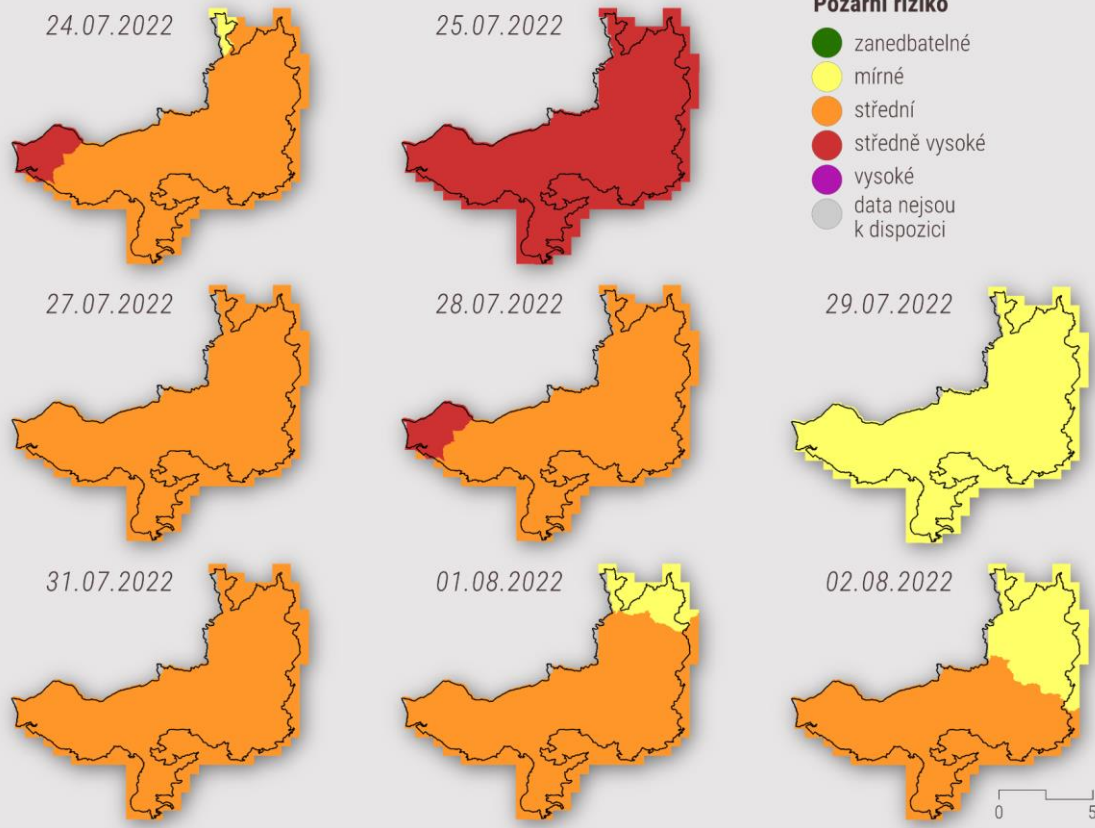 24.07.2022
25.07.2022
Požární riziko
zanedbatelné
mírné
střední
středně vysoké
vysoké
data nejsou
k dispozici
27.07.2022
28.07.2022
29.07.2022
31.07.2022
01.08.2022
02.08.2022
0
5